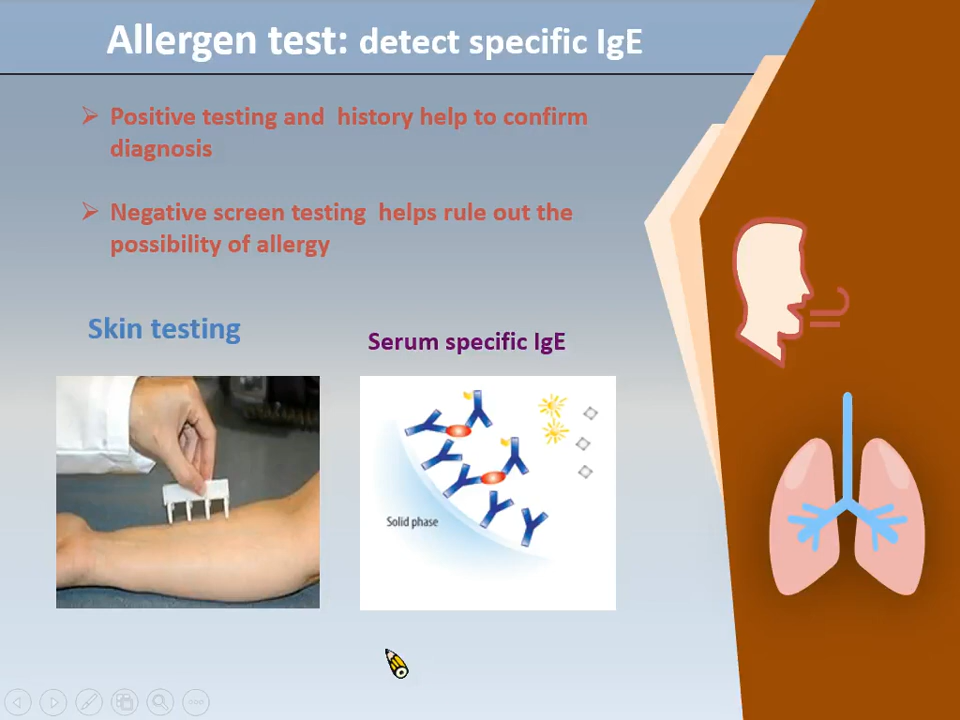 Allergen test: detect specific IgE
Positive testing and history help to confirm
diagnosis
Negative screen testing helps rule out the
possibility of allergy
Skin testing
Serum specific IgE
Solid phase